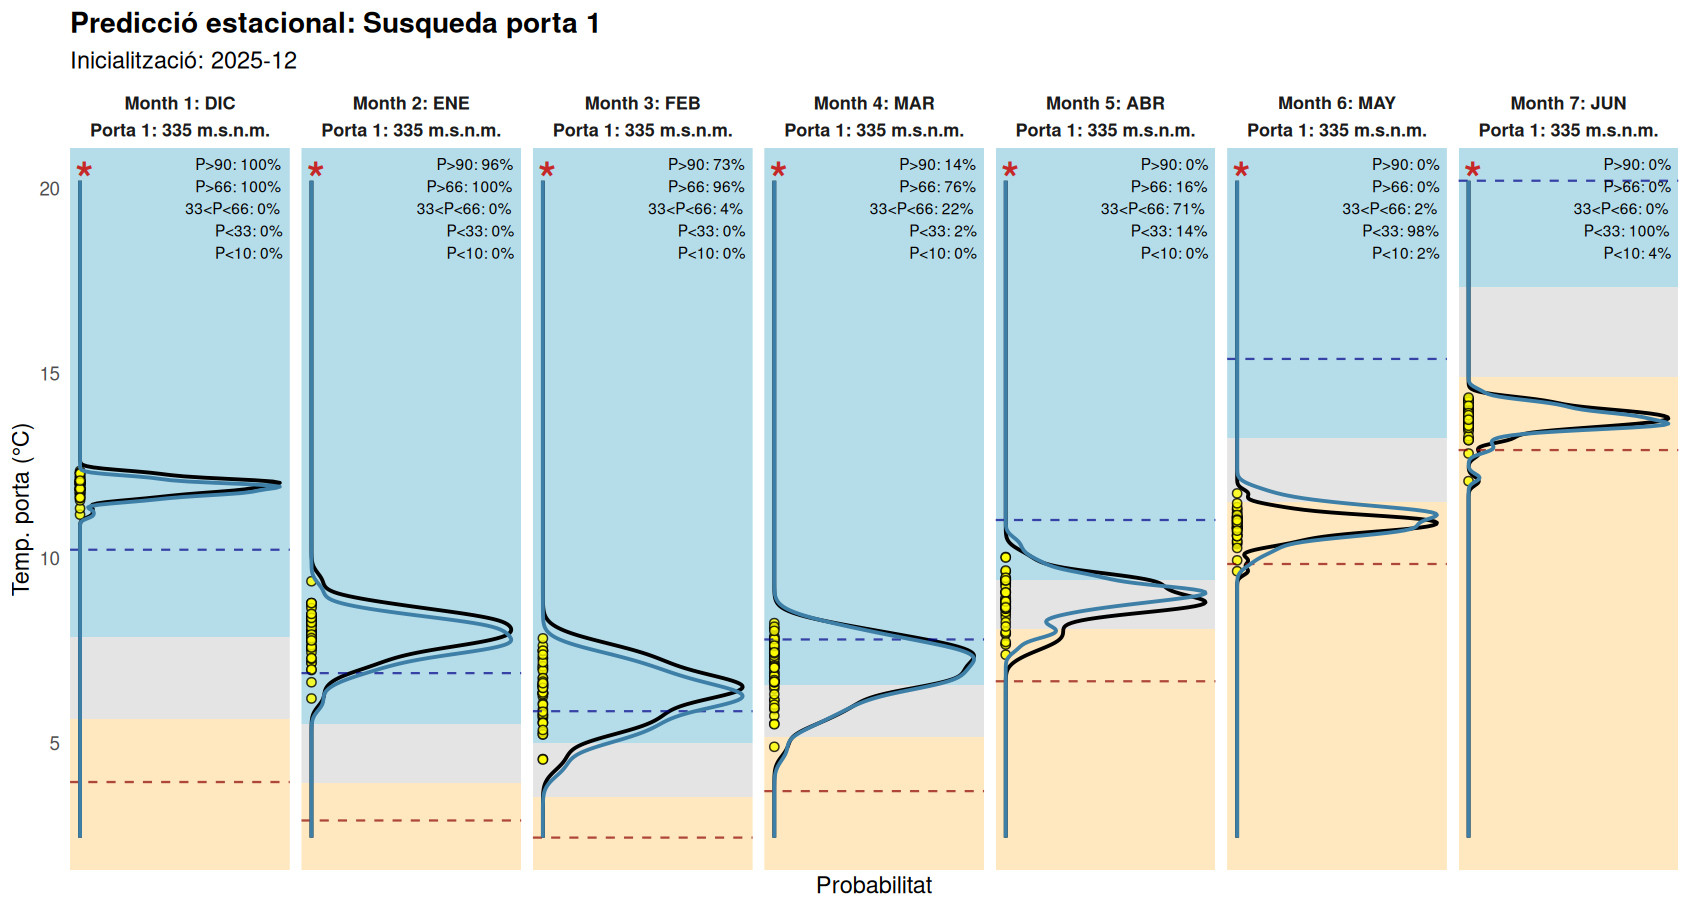 Predicció estacional: Susqueda porta 1
Inicialització: 2025-12
Month 1: DIC
Porta 1: 335 m.s.n.m.
Month 2: ENE
Porta 1: 335 m.s.n.m.
Month 3: FEB
Porta 1: 335 m.s.n.m.
Month 4: MAR
Porta 1: 335 m.s.n.m.
Month 5: ABR
Porta 1: 335 m.s.n.m.
Month 6: MAY
Porta 1: 335 m.s.n.m.
Month 7: JUN
Porta 1: 335 m.s.n.m.
*
P>90: 100%
P>66: 100%
33<P<66: 0%
P<33: 0%
P<10: 0%
*
P>90: 96%
P>66: 100%
33<P<66: 0%
P<33: 0%
P<10: 0%
*
P>90: 73%
P>66: 96%
33<P<66: 4%
P<33: 0%
P<10: 0%
*
P>90: 14%
P>66: 76%
33<P<66: 22%
P<33: 2%
P<10: 0%
*
P>90: 0%
P>66: 16%
33<P<66: 71%
P<33: 14%
P<10: 0%
*
P>90: 0%
P>66: 0%
33<P<66: 2%
P<33: 98%
P<10: 2%
*
P>90: 0%
P>66: 0%
33<P<66: 0%
P<33: 100%
P<10: 4%
20
15
10
5
Temp. porta (°C)
Probabilitat